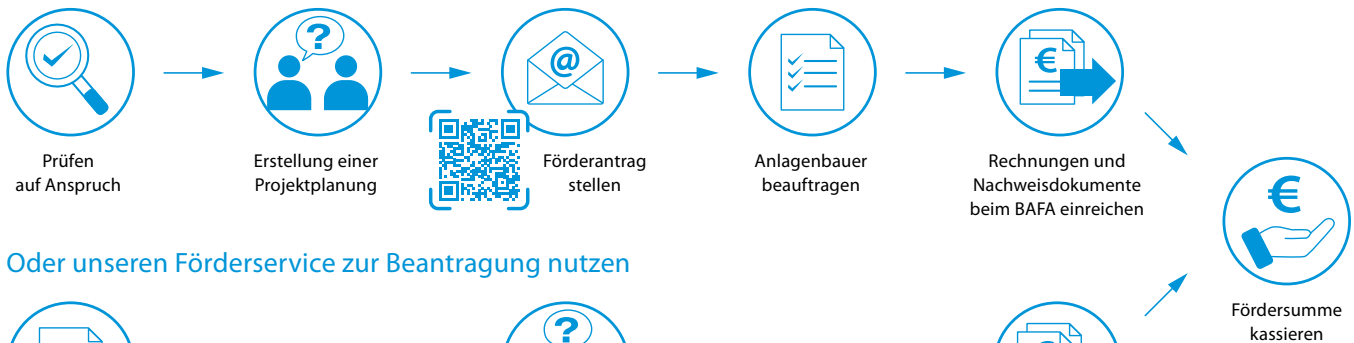 Prüfen
auf Anspruch
Erstellung einer
Projektplanung
Förderantrag
stellen
Anlagenbauer
beauftragen
Rechnungen und
Nachweisdokumente
beim BAFA einreichen
Fördersumme
kassieren
Oder unseren Förderservice zur Beantragung nutzen